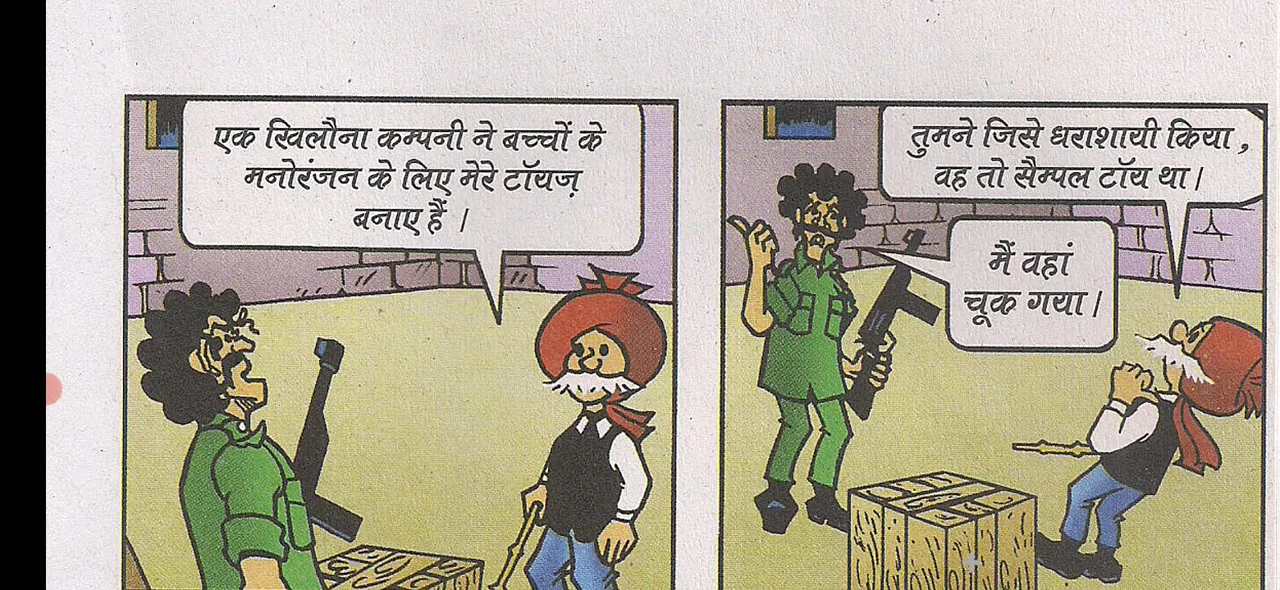 एक खिलौना कम्पनी ने बच्चों के
मनोरंजन के लिए मेरे टॉयज़
बनाए हैं ।
तुमने जिसे धराशायी किया ,
वह तो सैम्पल टॉय था ।
मैं वहां
चूक गया ।